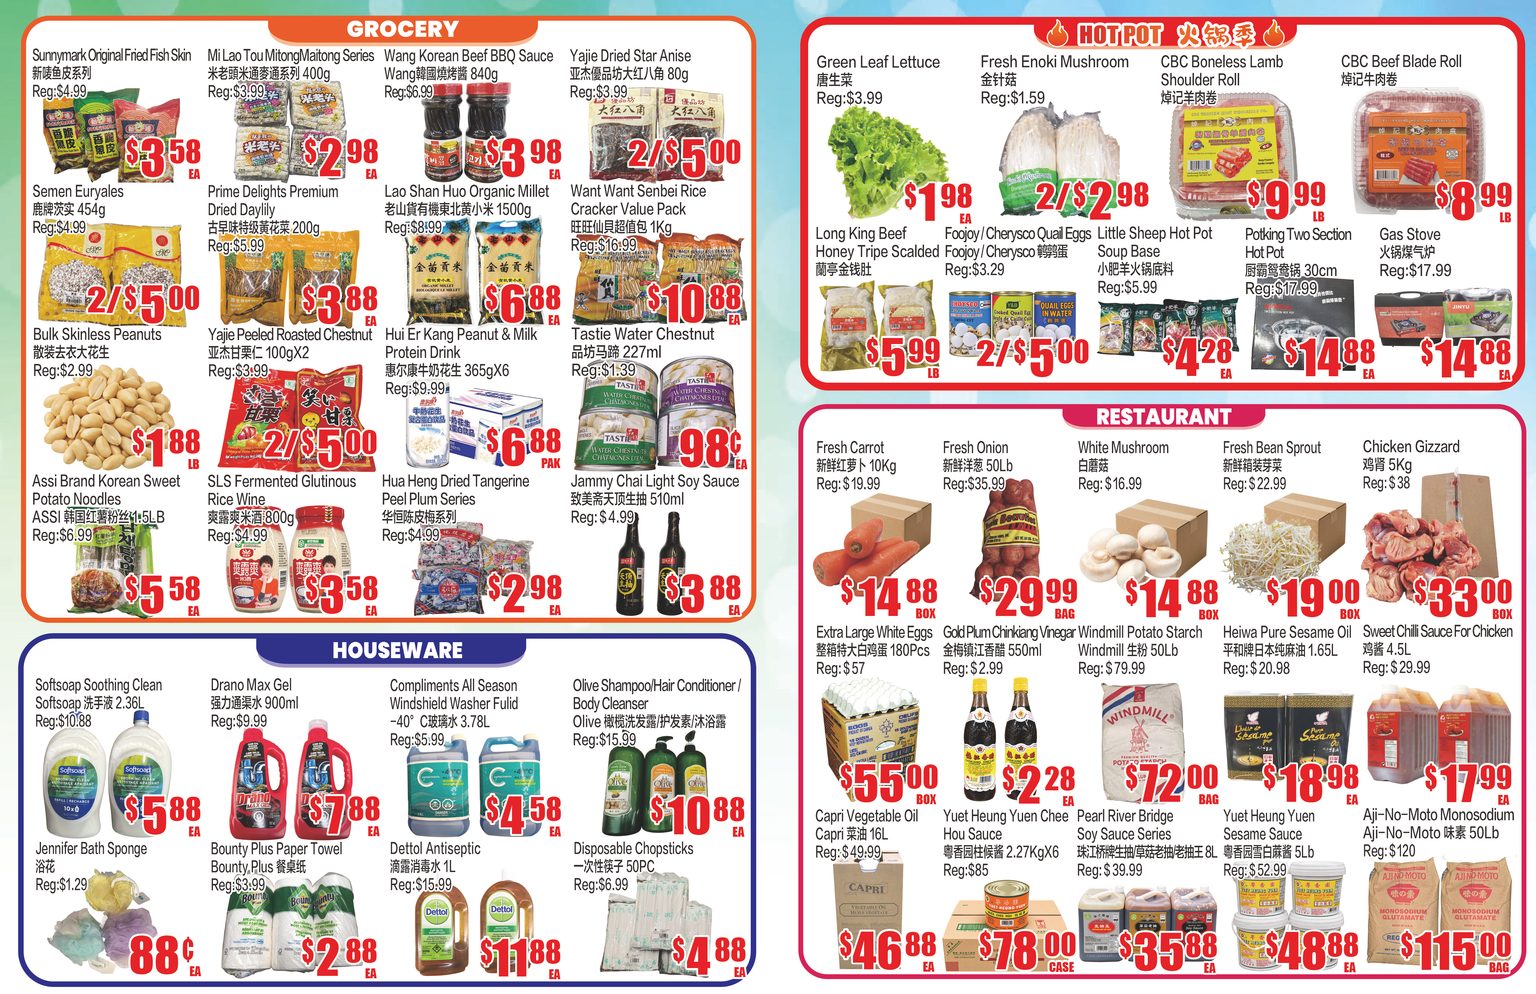 GROCERY
Sunnymark Original Fried Fish Skin
新唛鱼皮系列
Reg:$4.99
$3.58 EA
Mi Lao Tou MitongMaitong Series
米老頭米通麥通系列 400g
Reg:$3.99
$2.98 EA
Wang Korean Beef BBQ Sauce
Wang韓國燒烤醬 840g
Reg:$6.99
$3.98 EA
Yajie Dried Star Anise
亚杰優品坊大红八角 80g
Reg:$3.99
2/$5.00
Semen Euryales
鹿牌茨实 454g
Reg:$4.99
2/$5.00
Prime Delights Premium
Dried Daylily
古早味特级黄花菜 200g
Reg:$5.99
$3.88 EA
Lao Shan Huo Organic Millet
老山貨有機東北黄小米 1500g
Reg:$8.99
$6.88 EA
Want Want Senbei Rice
Cracker Value Pack
旺旺仙貝超值包 1Kg
Reg:$16.99
$10.88 EA
Bulk Skinless Peanuts
散装去衣大花生
Reg:$2.99
$1.88 LB
Yajie Peeled Roasted Chestnut
亚杰甘栗仁 100gX2
Reg:$3.99
2/$5.00
Hui Er Kang Peanut & Milk
Protein Drink
惠尔康牛奶花生 365gX6
Reg:$9.99
$6.88 PAK
Tastie Water Chestnut
品坊马蹄 227ml
Reg:$1.39
98¢ EA
Assi Brand Korean Sweet
Potato Noodles
ASSI 韩国红薯粉丝 1.5LB
Reg:$6.99
$5.58 EA
SLS Fermented Glutinous
Rice Wine
爽露爽米酒 800g
Reg:$4.99
$3.58 EA
Hua Heng Dried Tangerine
Peel Plum Series
华恒陈皮梅系列
Reg:$4.99
$2.98 EA
Jammy Chai Light Soy Sauce
致美斋天顶生抽 510ml
Reg: $ 4.99
$3.88 EA
HOUSEWARE
Softsoap Soothing Clean
Softsoap 洗手液 2.36L
Reg:$10.88
$5.88 EA
Drano Max Gel
强力通渠水 900ml
Reg:$9.99
$7.88 EA
Compliments All Season
Windshield Washer Fulid
-40°C玻璃水 3.78L
Reg:$5.99
$4.58 EA
Olive Shampoo/Hair Conditioner /
Body Cleanser
Olive 橄榄洗发露/护发素/沐浴露
Reg:$15.99
$10.88 EA
Jennifer Bath Sponge
浴花
Reg:$1.29
88¢ EA
Bounty Plus Paper Towel
Bounty Plus 餐桌纸
Reg:$3.99
$2.88 EA
Dettol Antiseptic
滴露消毒水 1L
Reg:$15.99
$11.88 EA
Disposable Chopsticks
一次性筷子 50PC
Reg:$6.99
$4.88 EA
HOT POT 火锅季
Green Leaf Lettuce
唐生菜
Reg:$3.99
$1.98 EA
Fresh Enoki Mushroom
金针菇
Reg:$1.59
2/$2.98
CBC Boneless Lamb
Shoulder Roll
焯记羊肉卷
$9.99 LB
CBC Beef Blade Roll
焯记牛肉卷
$8.99 LB
Long King Beef
Honey Tripe Scalded
蘭亭金钱肚
$5.99 LB
Foojoy / Cherysco Quail Eggs
Foojoy / Cherysco 鹌鹑蛋
Reg:$3.29
2/$5.00
Little Sheep Hot Pot
Soup Base
小肥羊火锅底料
Reg:$5.99
$4.28 EA
Potking Two Section
Hot Pot
厨霸鸳鸯锅 30cm
Reg:$17.99
$14.88 EA
Gas Stove
火锅煤气炉
Reg:$17.99
$14.88 EA
RESTAURANT
Fresh Carrot
新鲜红萝卜 10Kg
Reg: $ 19.99
$14.88 BOX
Fresh Onion
新鲜洋葱 50Lb
Reg:$35.99
$29.99 BAG
White Mushroom
白蘑菇
Reg: $16.99
$14.88 BOX
Fresh Bean Sprout
新鲜箱装芽菜
Reg: $ 22.99
$19.00 BOX
Chicken Gizzard
鸡肾 5Kg
Reg: $ 38
$33.00 BOX
Extra Large White Eggs
整箱特大白鸡蛋 180Pcs
Reg: $ 57
$55.00 BOX
Gold Plum Chinkiang Vinegar
金梅镇江香醋 550ml
Reg: $ 2.99
$2.28 EA
Windmill Potato Starch
Windmill 生粉 50Lb
Reg: $ 79.99
$72.00 BAG
Heiwa Pure Sesame Oil
平和牌日本纯麻油 1.65L
Reg: $ 20.98
$18.98 EA
Sweet Chilli Sauce For Chicken
鸡酱 4.5L
Reg: $ 29.99
$17.99 EA
Capri Vegetable Oil
Capri 菜油 16L
Reg: $ 49.99
$46.88 EA
Yuet Heung Yuen Chee
Hou Sauce
粤香园柱候酱 2.27KgX6
Reg:$85
$78.00 CASE
Pearl River Bridge
Soy Sauce Series
珠江桥牌生抽/草菇老抽/老抽王 8L
Reg: $ 39.99
$35.88 EA
Yuet Heung Yuen
Sesame Sauce
粤香园雪白蔴酱 5Lb
Reg: $ 52.99
$48.88 EA
Aji-No-Moto Monosodium
Aji-No-Moto 味素 50Lb
Reg: $ 120
$115.00 BAG